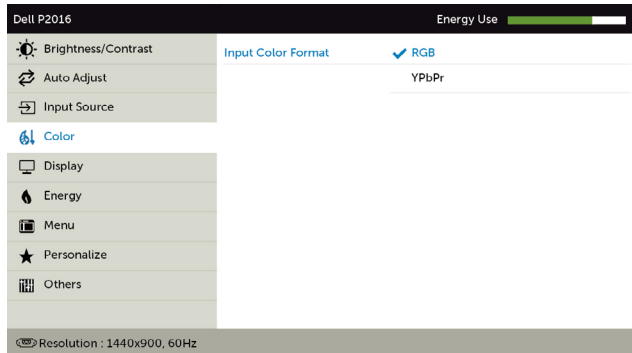 Dell P2016
Energy Use
Brightness/Contrast
Auto Adjust
Input Source
Color
Display
Energy
Menu
Personalize
Others
Input Color Format
RGB
YPbPr
Resolution : 1440x900, 60Hz